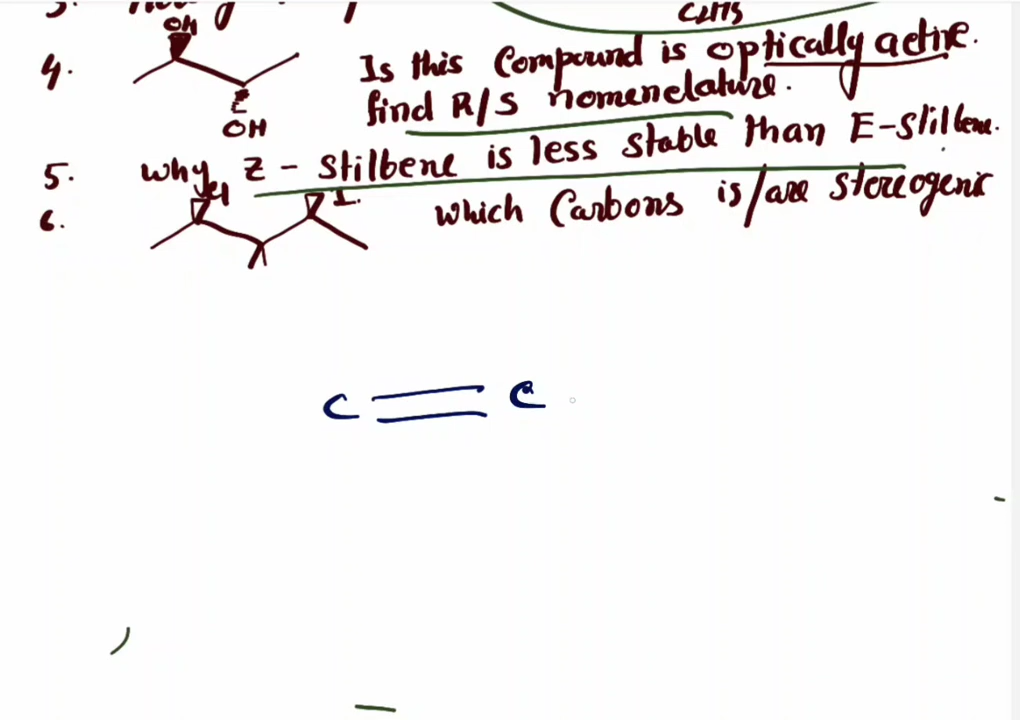 C2H5
OH
4. Is this Compound is optically active.
find R/S nomenclature.
OH
5. why Z - stilbene is less stable than E-stilbene.
6. I. which Carbons is/are stereogenic
C = C